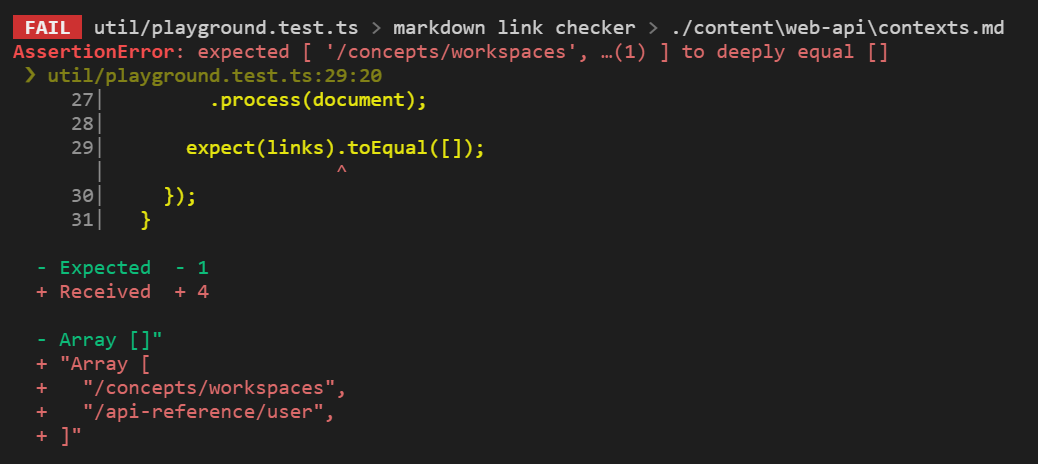 FAIL util/playground.test.ts > markdown link checker > ./content\web-api\contexts.md
AssertionError: expected [ '/concepts/workspaces', …(1) ] to deeply equal []
❯ util/playground.test.ts:29:20
27|         .process(document);
28|
29|       expect(links).toEqual([]);
|                    ^
30|     });
31|   }
- Expected  - 1
+ Received  + 4
- Array []"
+ "Array [
+   "/concepts/workspaces",
+   "/api-reference/user",
+ ]"